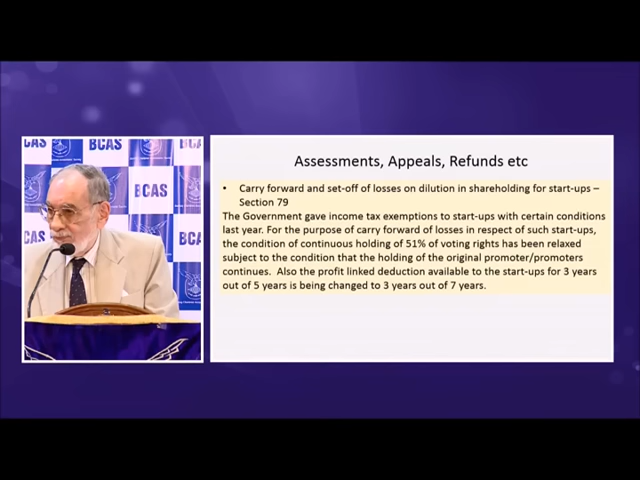 BCAS
BCAS
BCAS
Assessments, Appeals, Refunds etc
• Carry forward and set-off of losses on dilution in shareholding for start-ups –
Section 79
The Government gave income tax exemptions to start-ups with certain conditions
last year. For the purpose of carry forward of losses in respect of such start-ups,
the condition of continuous holding of 51% of voting rights has been relaxed
subject to the condition that the holding of the original promoter/promoters
continues. Also the profit linked deduction available to the start-ups for 3 years
out of 5 years is being changed to 3 years out of 7 years.